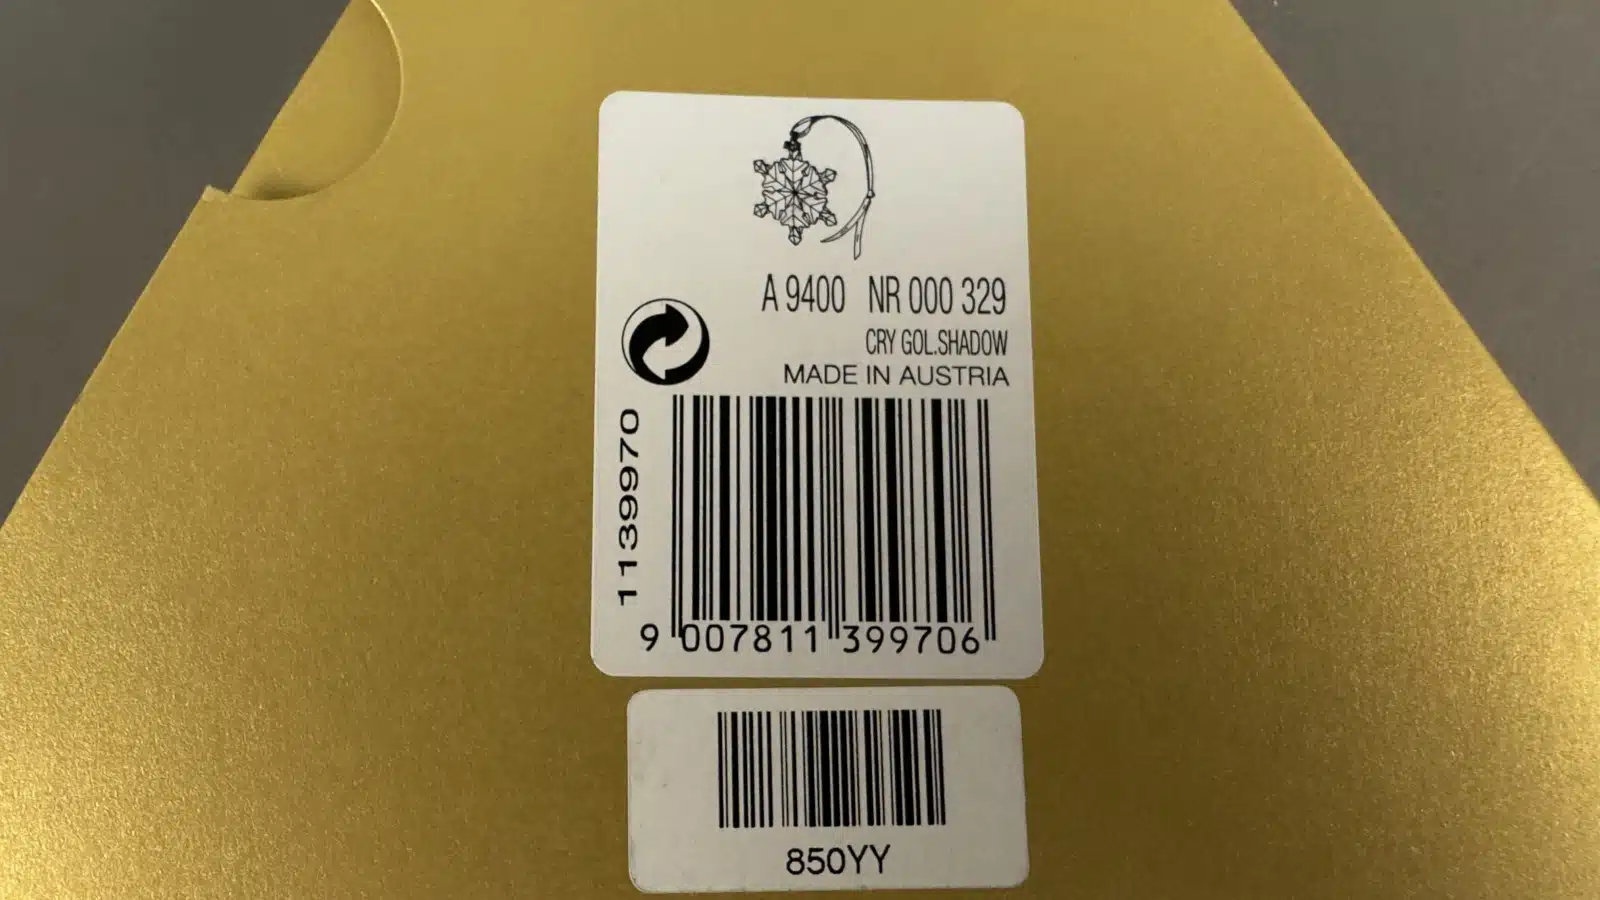 A 9400 NR 000 329
CRY GOL.SHADOW
MADE IN AUSTRIA
1139970
9 007811 399706
850YY